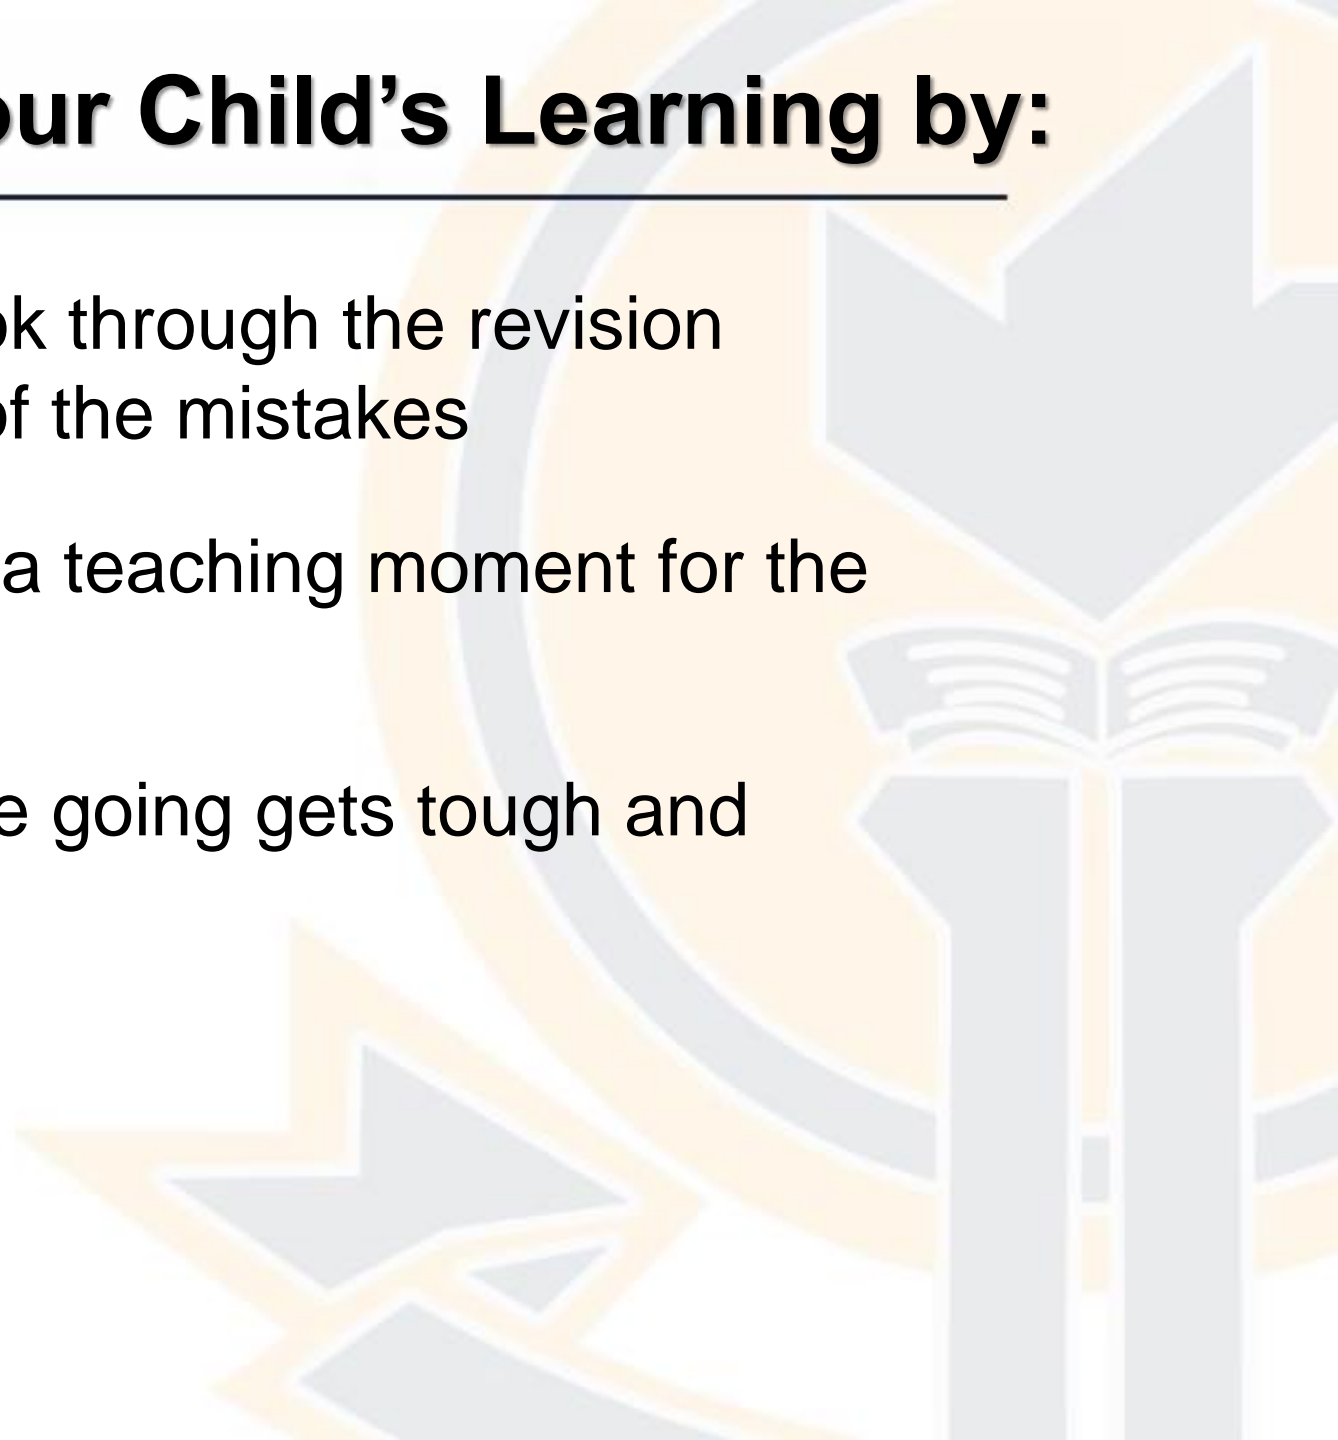 our Child’s Learning by:
ok through the revision
of the mistakes
a teaching moment for the
e going gets tough and